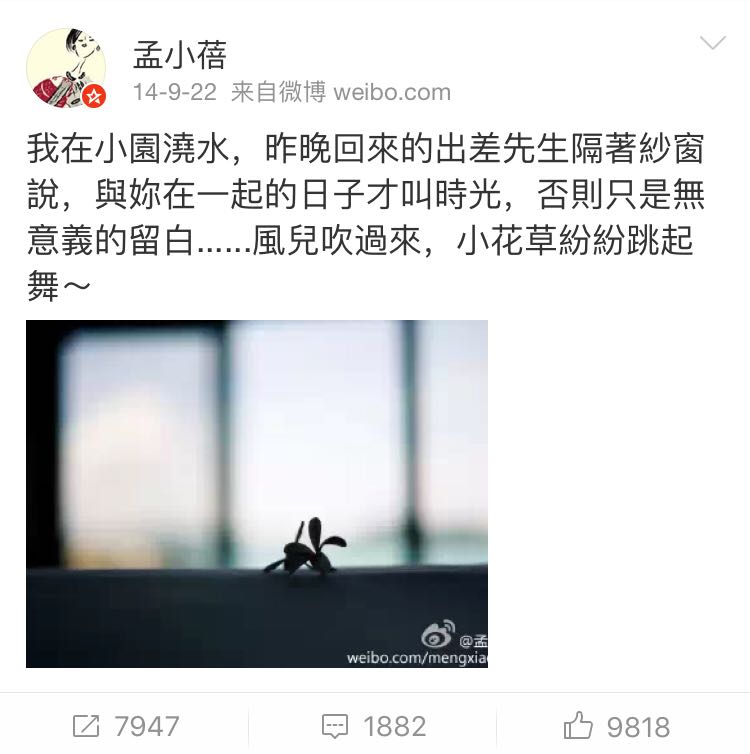 孟小蓓
14-9-22 来自微博 weibo.com
我在小園澆水，昨晚回來的出差先生隔著紗窗
說，與妳在一起的日子才叫時光，否則只是無
意義的留白......風兒吹過來，小花草紛紛跳起
舞～
@孟
weibo.com/mengxia
7947
1882
9818